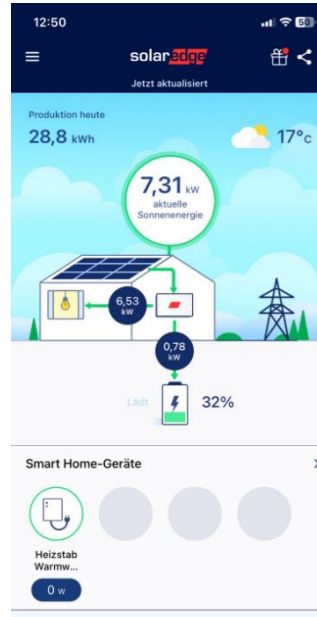 12:50
50
solaredge
Jetzt aktualisiert
Produktion heute
28,8 kWh
17°c
7,31 kW
aktuelle
Sonnenenergie
6,53
kW
0,78
kW
Lädt
32%
Smart Home-Geräte
Heizstab
Warmw...
0 w